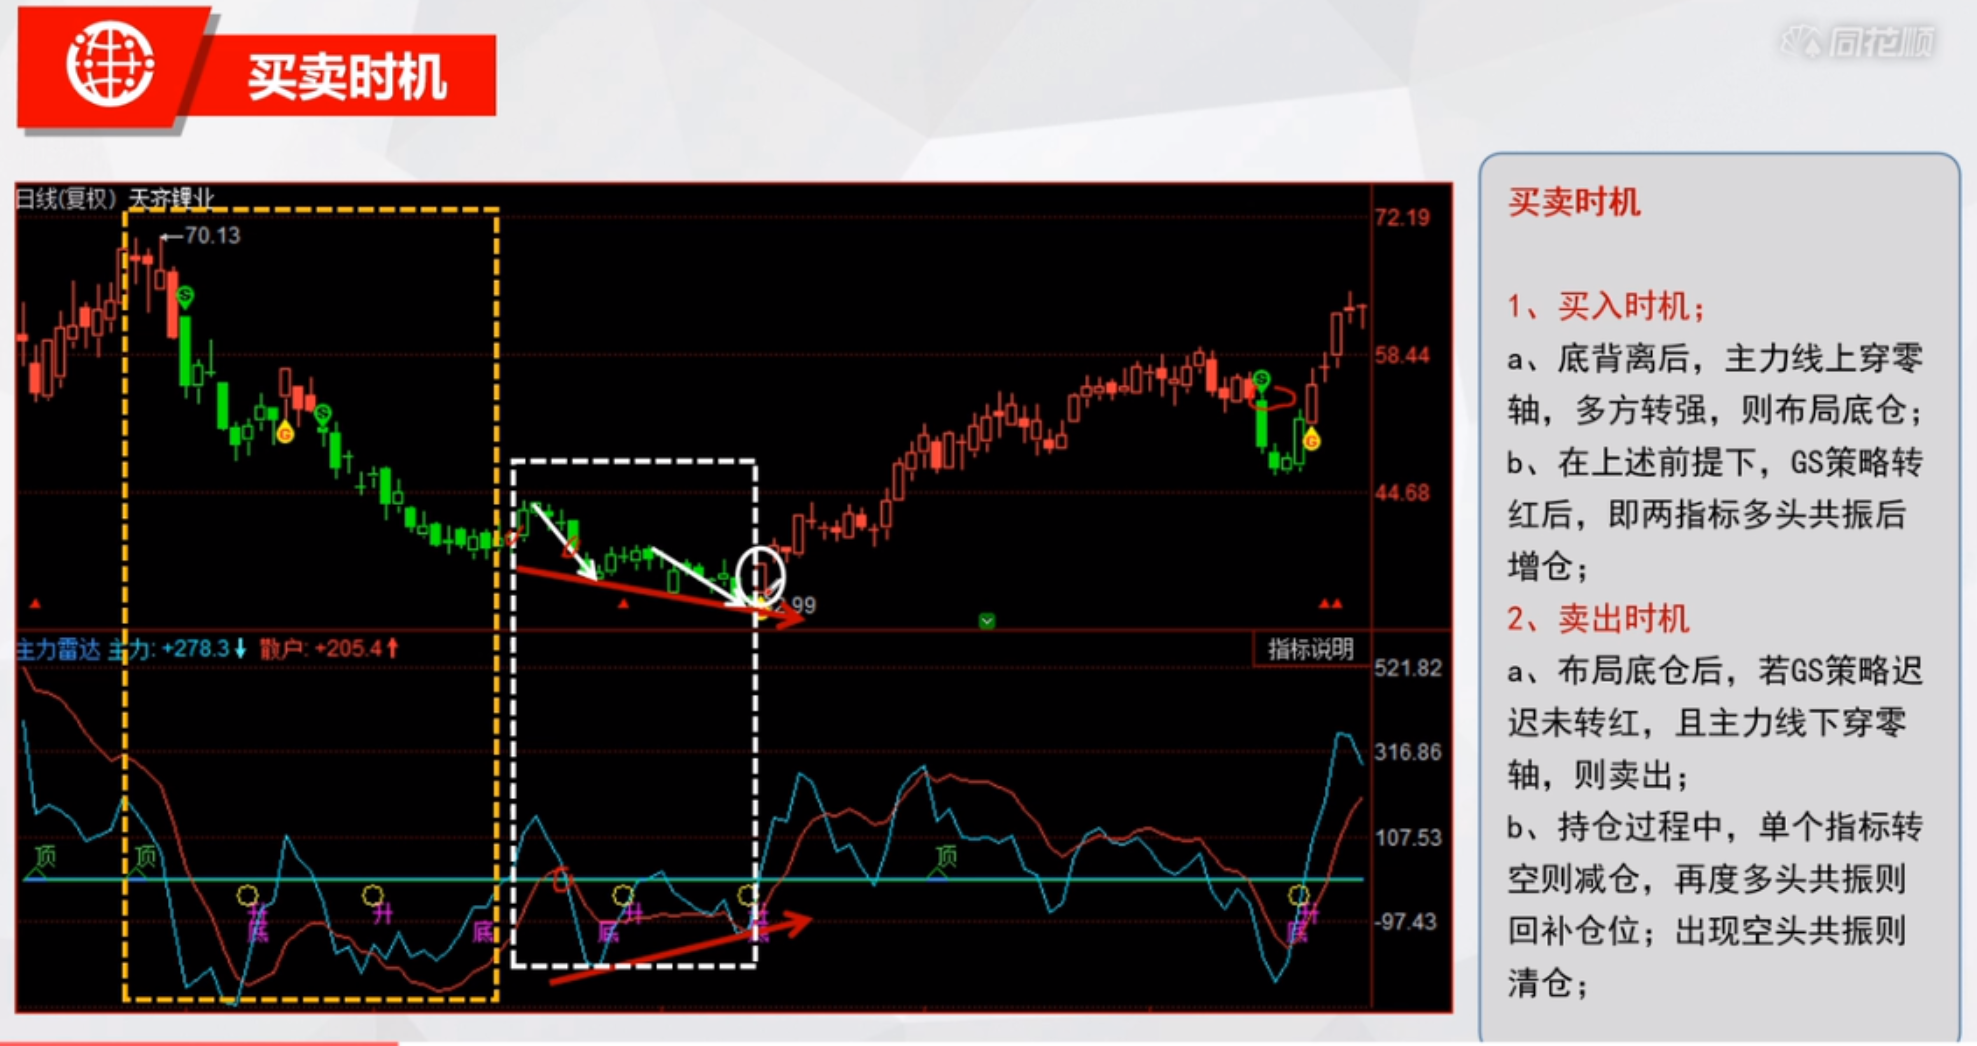 买卖时机
同花顺
日线(复权) 天齐锂业
72.19
←70.13
S
58.44
S
S
G
G
44.68
2.99
主力雷达 主力: +278.3↓ 散户: +205.4↑
指标说明
521.82
316.86
107.53
顶
顶
顶
升
升
升
升
-97.43
底
底
底
底
底
买卖时机
1、买入时机；
a、底背离后，主力线上穿零
轴，多方转强，则布局底仓；
b、在上述前提下，GS策略转
红后，即两指标多头共振后
增仓；
2、卖出时机
a、布局底仓后，若GS策略迟
迟未转红，且主力线下穿零
轴，则卖出；
b、持仓过程中，单个指标转
空则减仓，再度多头共振则
回补仓位；出现空头共振则
清仓；